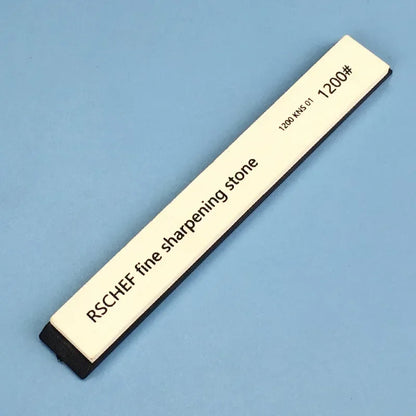 RSCHEF fine sharpening stone
1200 KNS 01
1200#